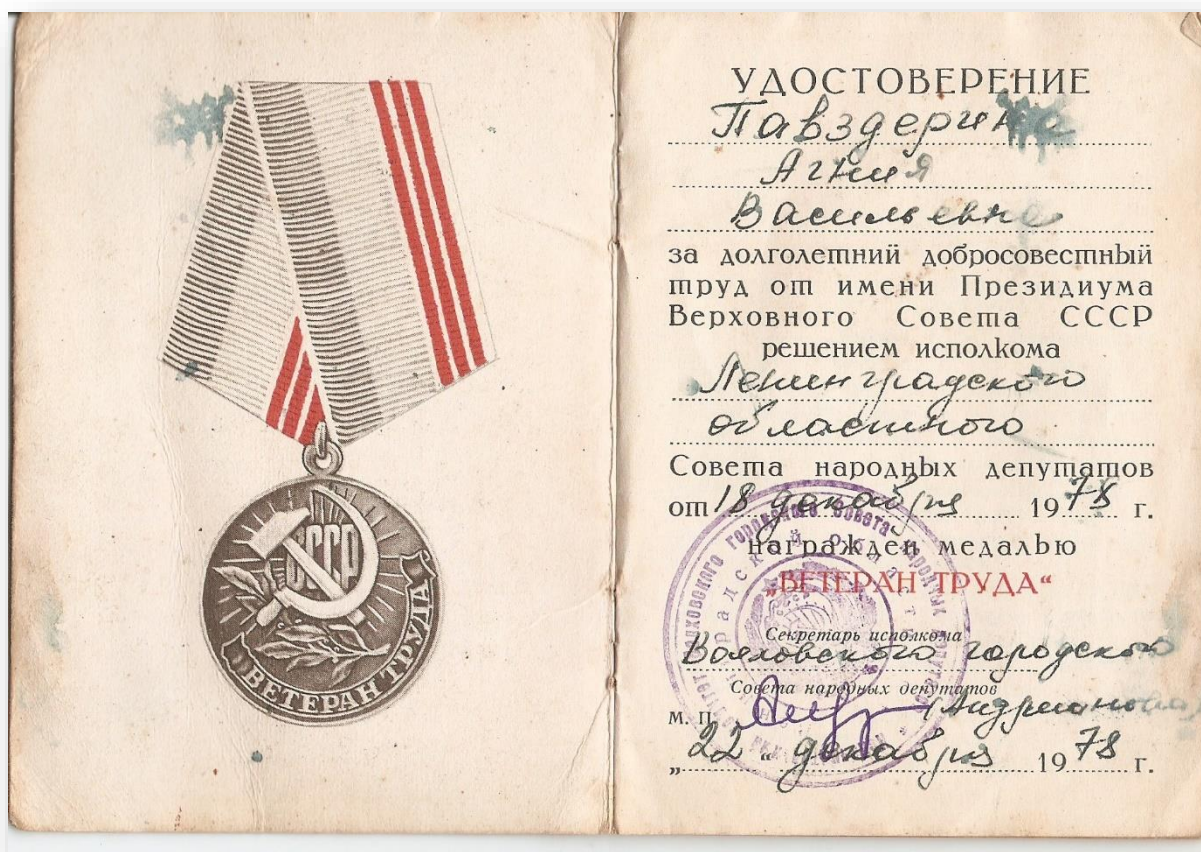 СССР
ВЕТЕРАН ТРУДА
УДОСТОВЕРЕНИЕ
Павздерина
Агния
Васильевна
за долголетний добросовестный
труд от имени Президиума
Верховного Совета СССР
решением исполкома
Ленинградского
областного
Совета народных депутатов
от 18 декабря 1978 г.
награжден медалью
„ВЕТЕРАН ТРУДА“
Секретарь исполкома
Волховского городского
Совета народных депутатов
м. п. (Андрианова)
„22“ декабря 1978 г.